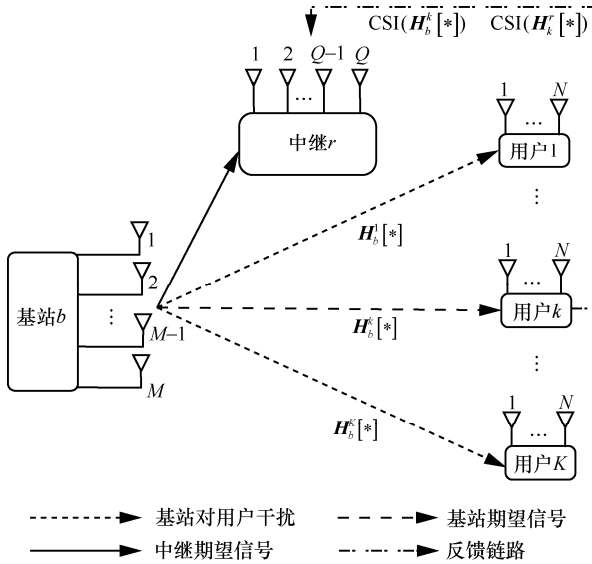 CSI(H_b^k[*]) CSI(H_k^r[*])
1 2 Q−1 Q
...
中继r
1 ... N
用户1
⋮
H_b^1[*]
1
2
⋮
M−1
M
基站b
1 ... N
用户k
H_b^k[*]
⋮
H_b^K[*]
1 ... N
用户K
基站对用户干扰 基站期望信号
中继期望信号 反馈链路